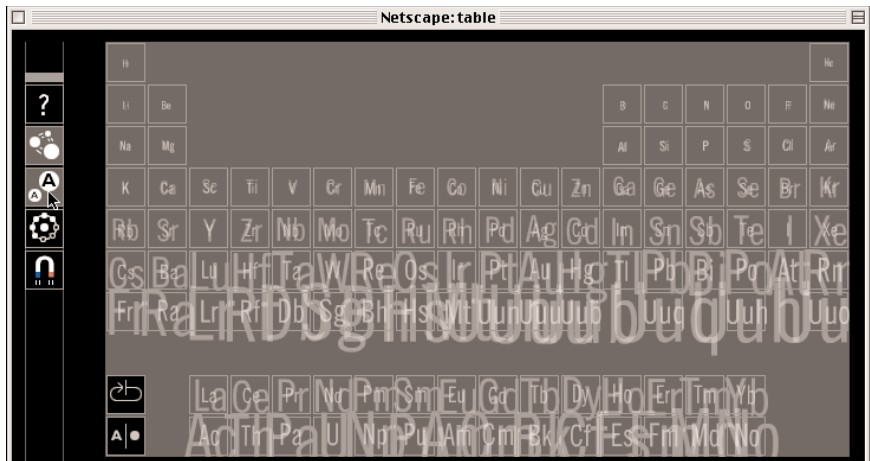 Netscape: table
H He
? Li Be B C N O F Ne
Na Mg Al Si P S Cl Ar
A A K Ca Sc Ti V Cr Mn Fe Co Ni Cu Zn Ga Ge As Se Br Kr
Rb Sr Y Zr Nb Mo Tc Ru Rh Pd Ag Cd In Sn Sb Te I Xe
Cs Ba Lu Hf Ta W Re Os Ir Pt Au Hg Tl Pb Bi Po At Rn
Fr Ra Lr Rf Db Sg Bh Hs Mt Uun Uuu Uub Uuq Uuh Uuo
La Ce Pr Nd Pm Sm Eu Gd Tb Dy Ho Er Tm Yb
A Ac Th Pa U Np Pu Am Cm Bk Cf Es Fm Md No